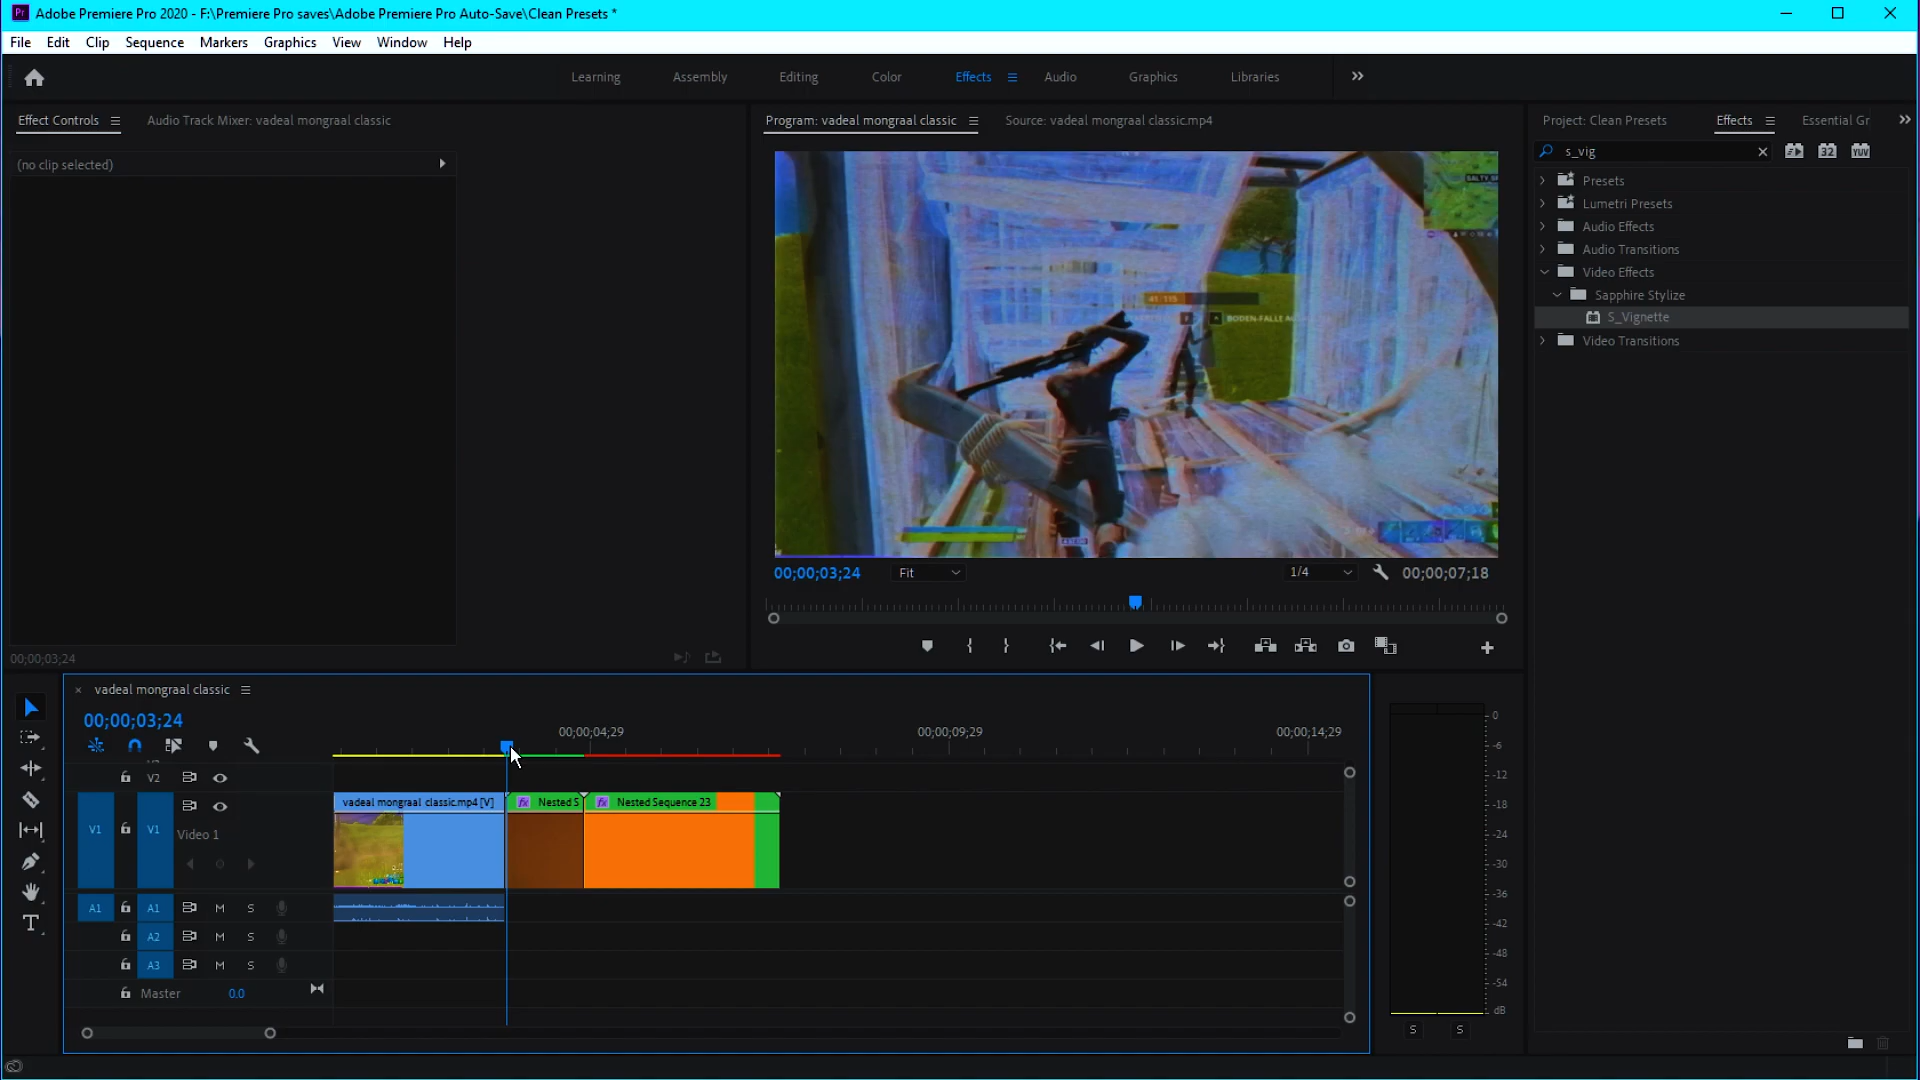 Adobe Premiere Pro 2020 - F:\Premiere Pro saves\Adobe Premiere Pro Auto-Save\Clean Presets *
File Edit Clip Sequence Markers Graphics View Window Help
Learning Assembly Editing Color Effects Audio Graphics Libraries
Effect Controls Audio Track Mixer: vadeal mongraal classic
Program: vadeal mongraal classic Source: vadeal mongraal classic.mp4
Project: Clean Presets Effects Essential Gr
(no clip selected)
s_vig
32 YUV
Presets
Lumetri Presets
Audio Effects
Audio Transitions
Video Effects
Sapphire Stylize
S_Vignette
Video Transitions
41/135
00;00;03;24 Fit 1/4 00;00;07;18
00;00;03;24
vadeal mongraal classic
00;00;03;24
00;00;04;29 00;00;09;29 00;00;14;29
V2
vadeal mongraal classic.mp4 [V] fx Nested S fx Nested Sequence 23
V1 V1 Video 1
A1 A1 M S
A2 M S
A3 M S
Master 0.0
0
-6
-12
-18
-24
-30
-36
-42
-48
-54
dB
S S